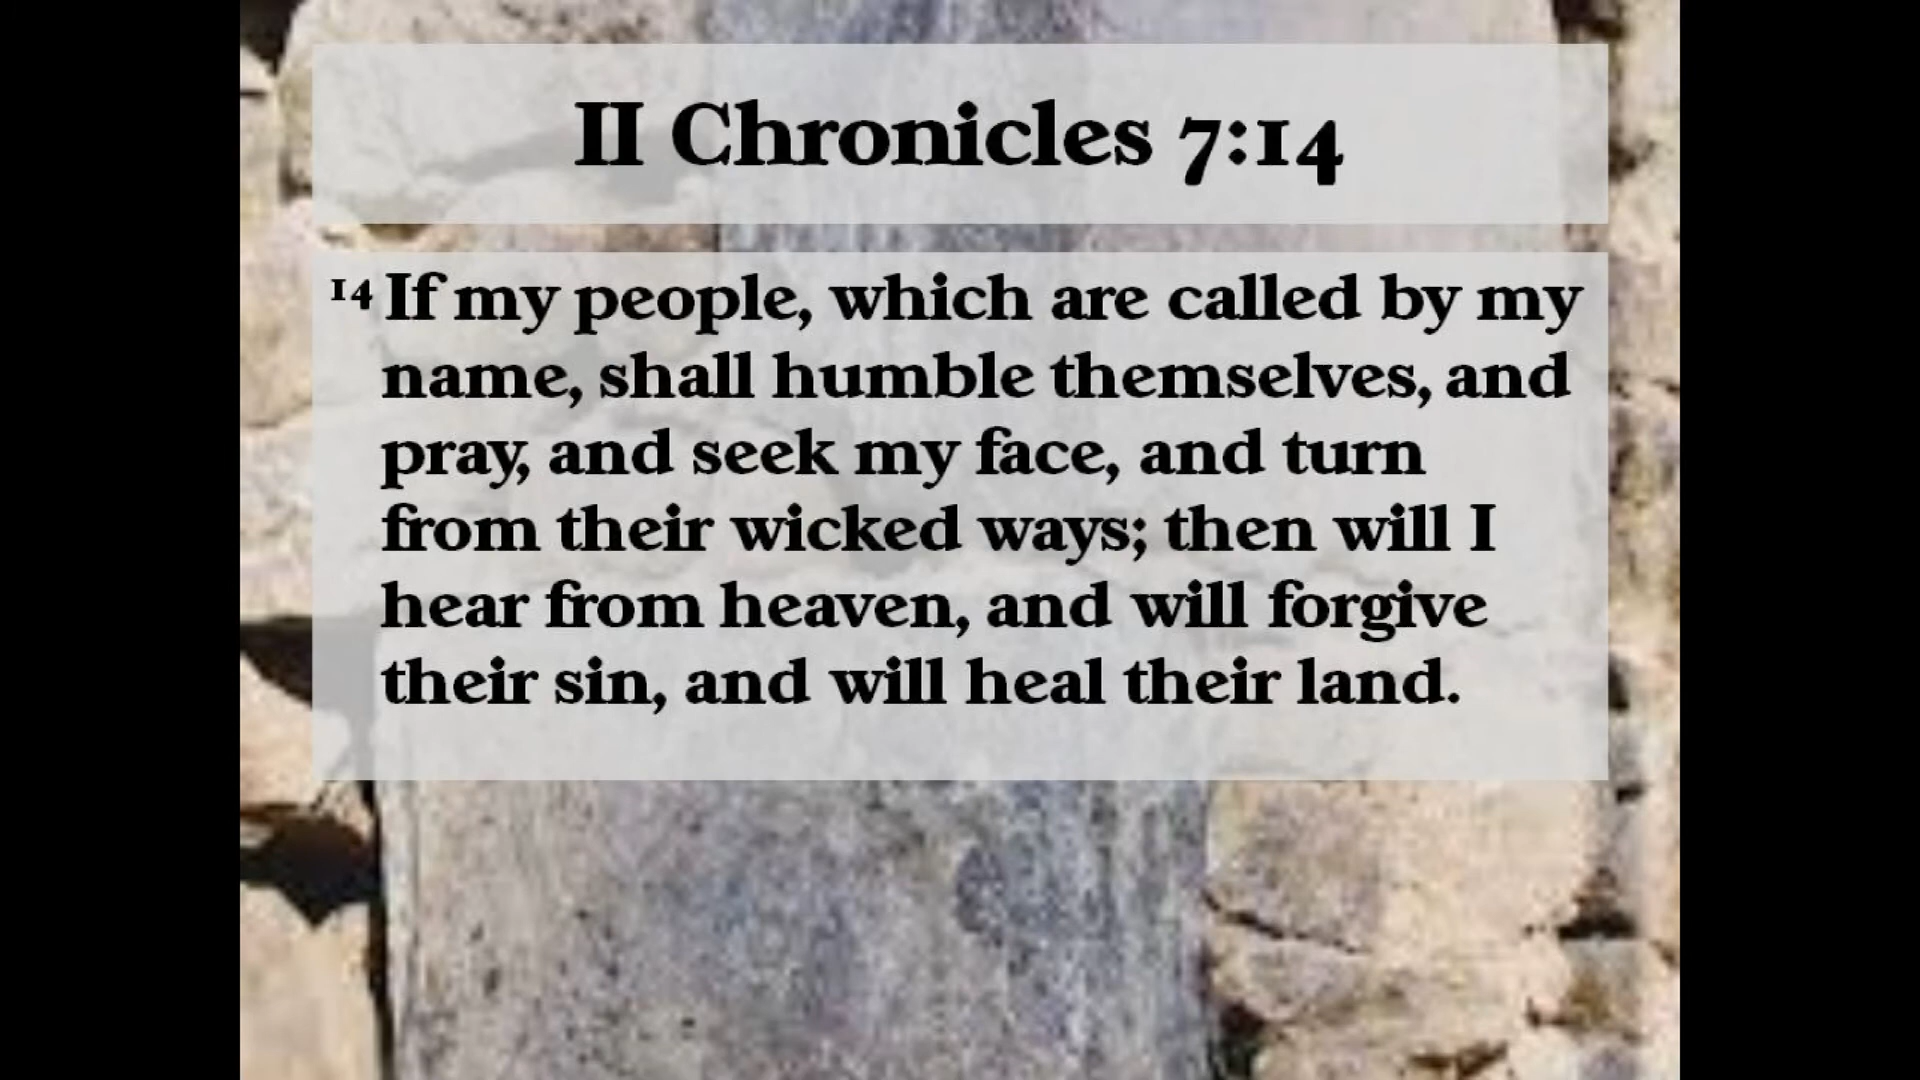 II Chronicles 7:14
14 If my people, which are called by my
name, shall humble themselves, and
pray, and seek my face, and turn
from their wicked ways; then will I
hear from heaven, and will forgive
their sin, and will heal their land.